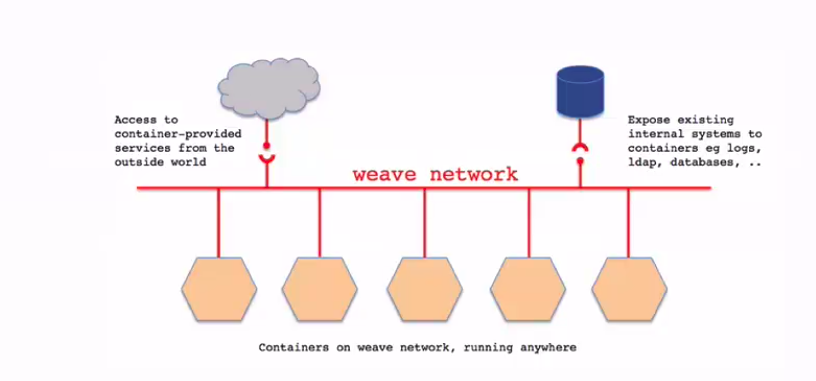 Access to
container-provided
services from the
outside world
Expose existing
internal systems to
containers eg logs,
ldap, databases, ..
weave network
Containers on weave network, running anywhere